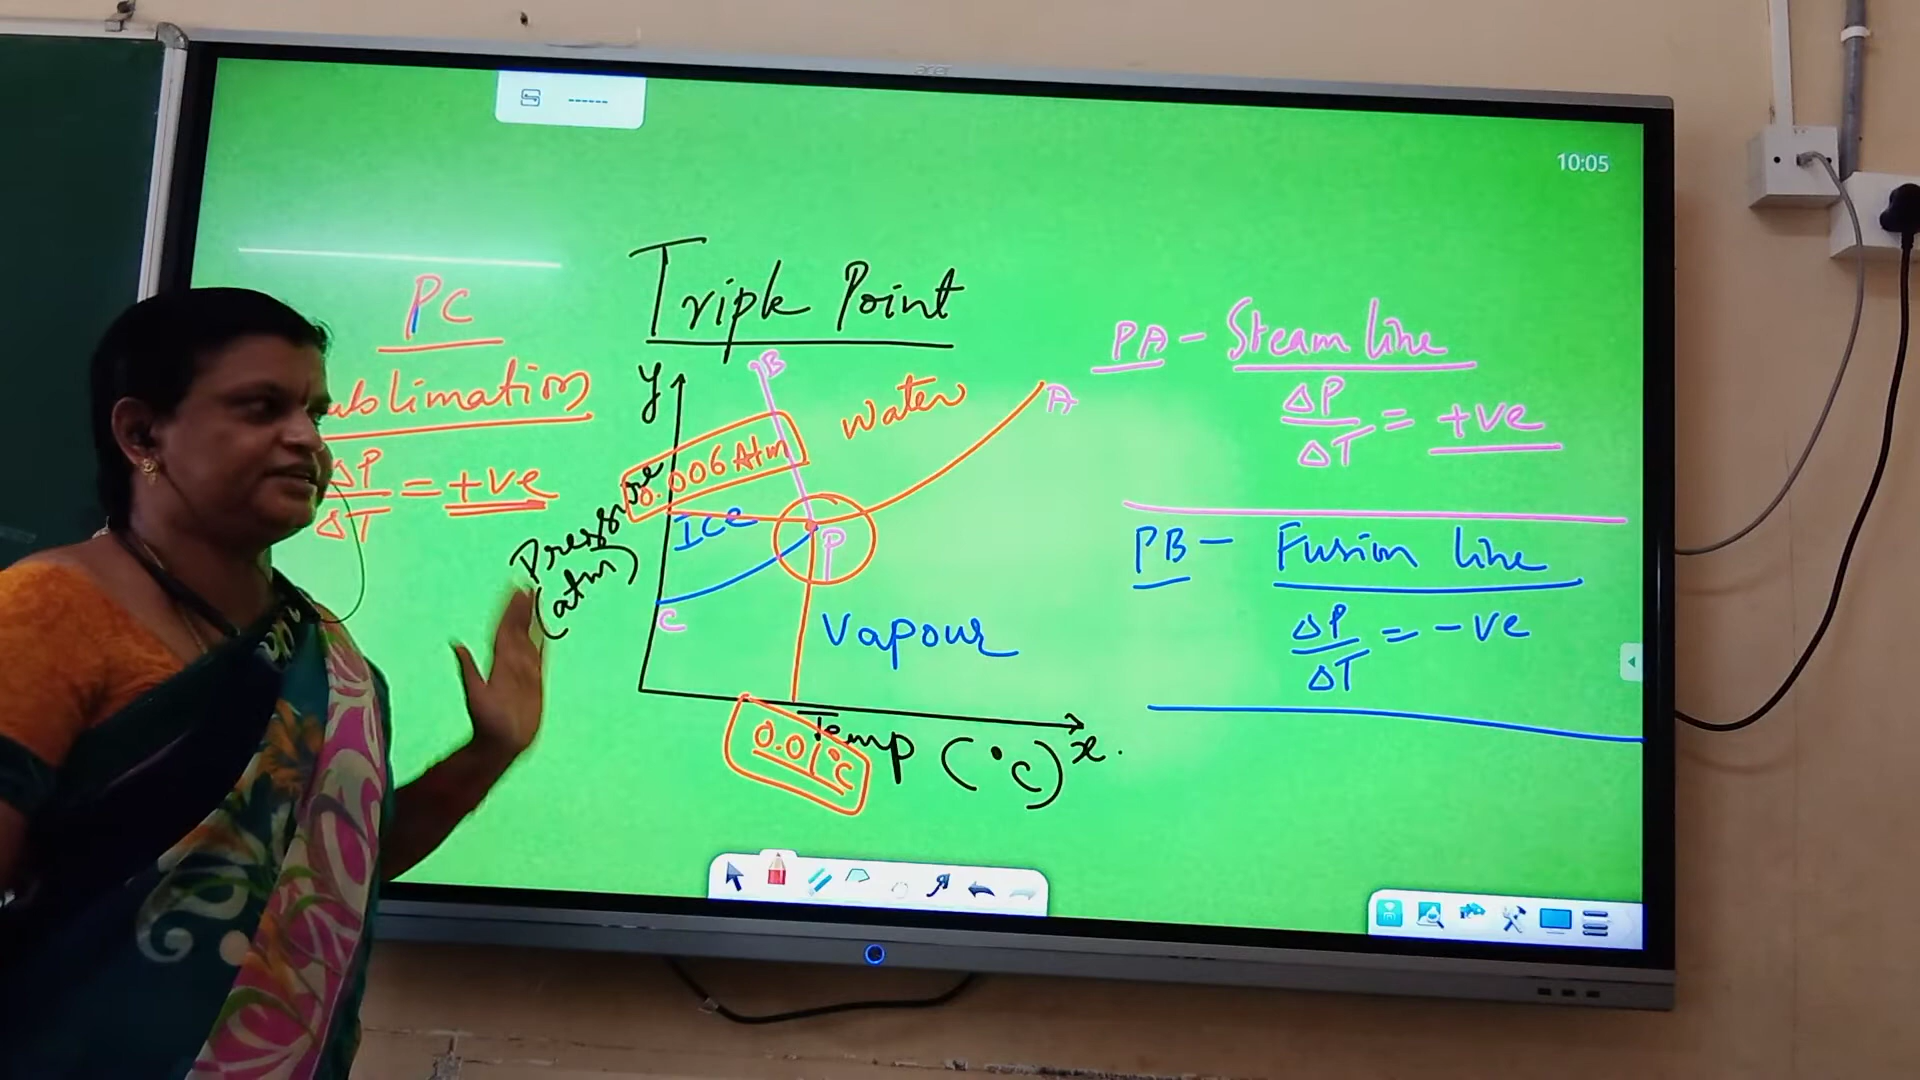 acer
10:05
Triple Point
PC
ublimation
ΔP/ΔT = +ve
y
B
Water
A
0.006 Atm
Pressure
(atm)
ICe
P
C
Vapour
Temp (°C) x.
0.01°C
PA - Steam line
ΔP/ΔT = +ve
PB - Fusion line
ΔP/ΔT = -ve